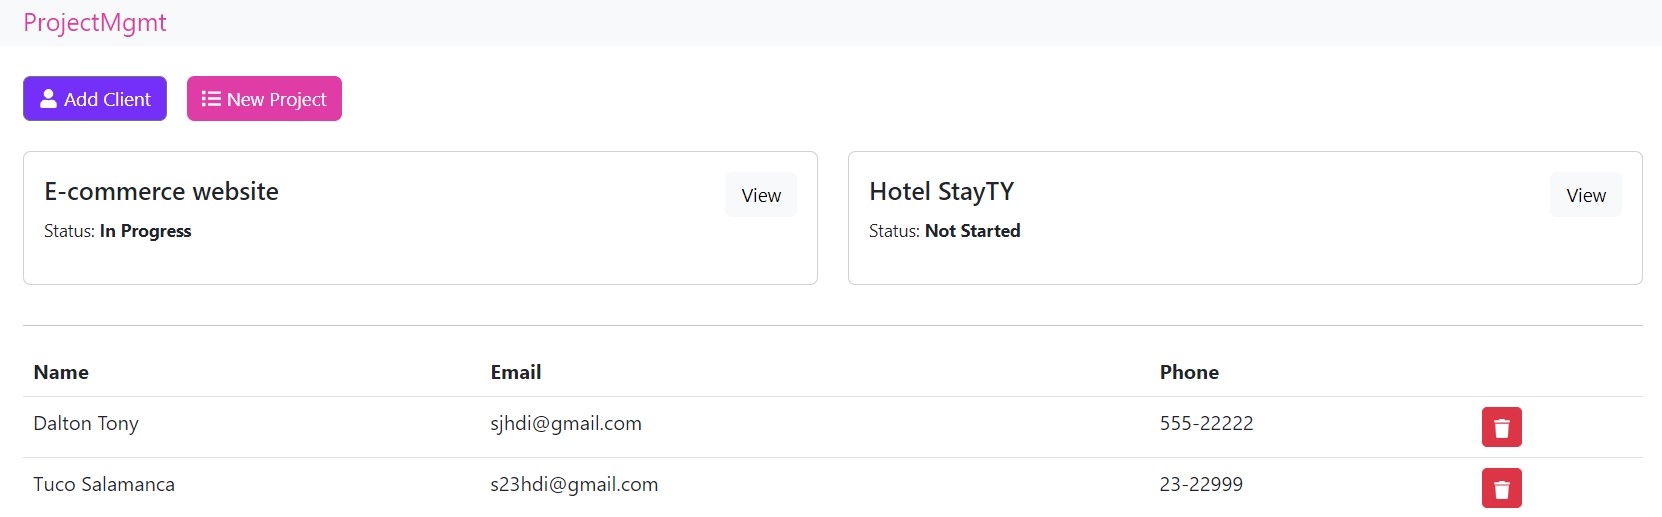 ProjectMgmt
Add Client New Project
E-commerce website View
Status: In Progress
Hotel StayTY View
Status: Not Started
Name Email Phone
Dalton Tony sjhdi@gmail.com 555-22222
Tuco Salamanca s23hdi@gmail.com 23-22999